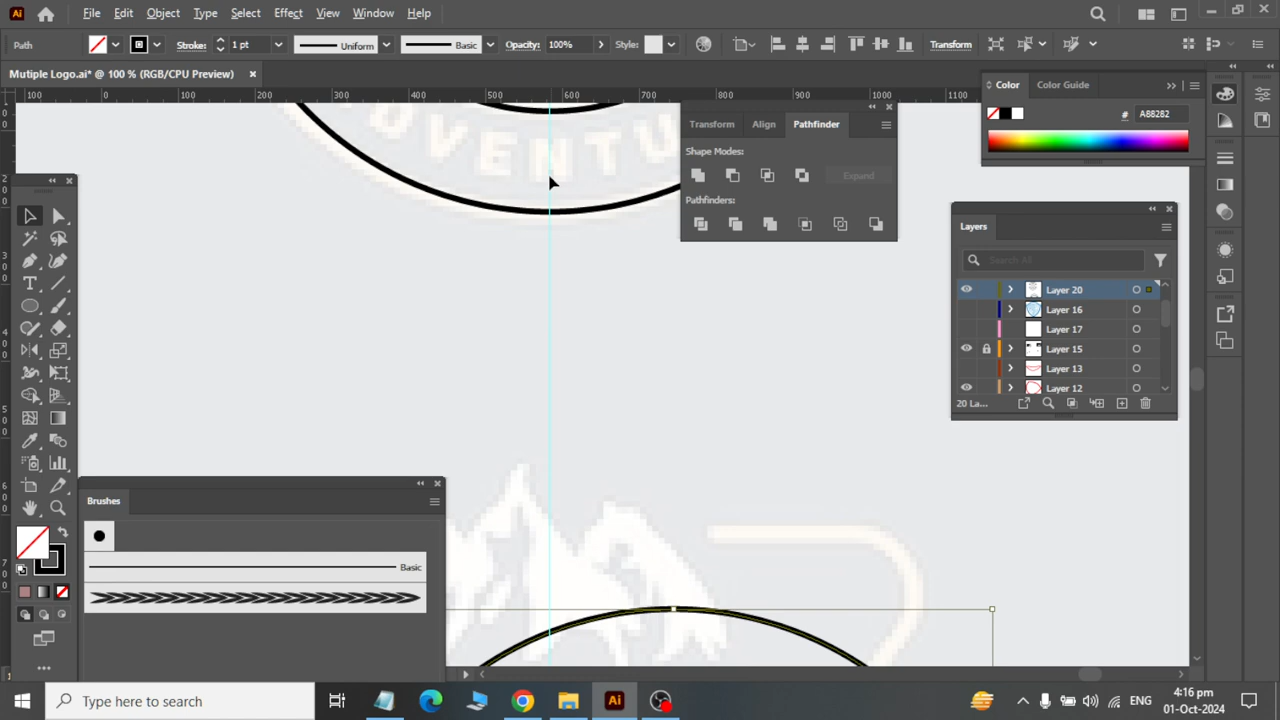 Ai File Edit Object Type Select Effect View Window Help
Path Stroke: 1 pt Uniform Basic Opacity: 100% Style: Transform
Mutiple Logo.ai* @ 100 % (RGB/CPU Preview)
100 0 100 200 300 400 500 600 700 800 900 1000 1100
Color Color Guide
# A88282
Transform Align Pathfinder
Shape Modes:
Expand
Pathfinders:
DVENTU
Layers
Search All
Layer 20
Layer 16
Layer 17
Layer 15
Layer 13
Layer 12
20 La...
Brushes
Basic
Type here to search
Ai
ENG
4:16 pm
01-Oct-2024